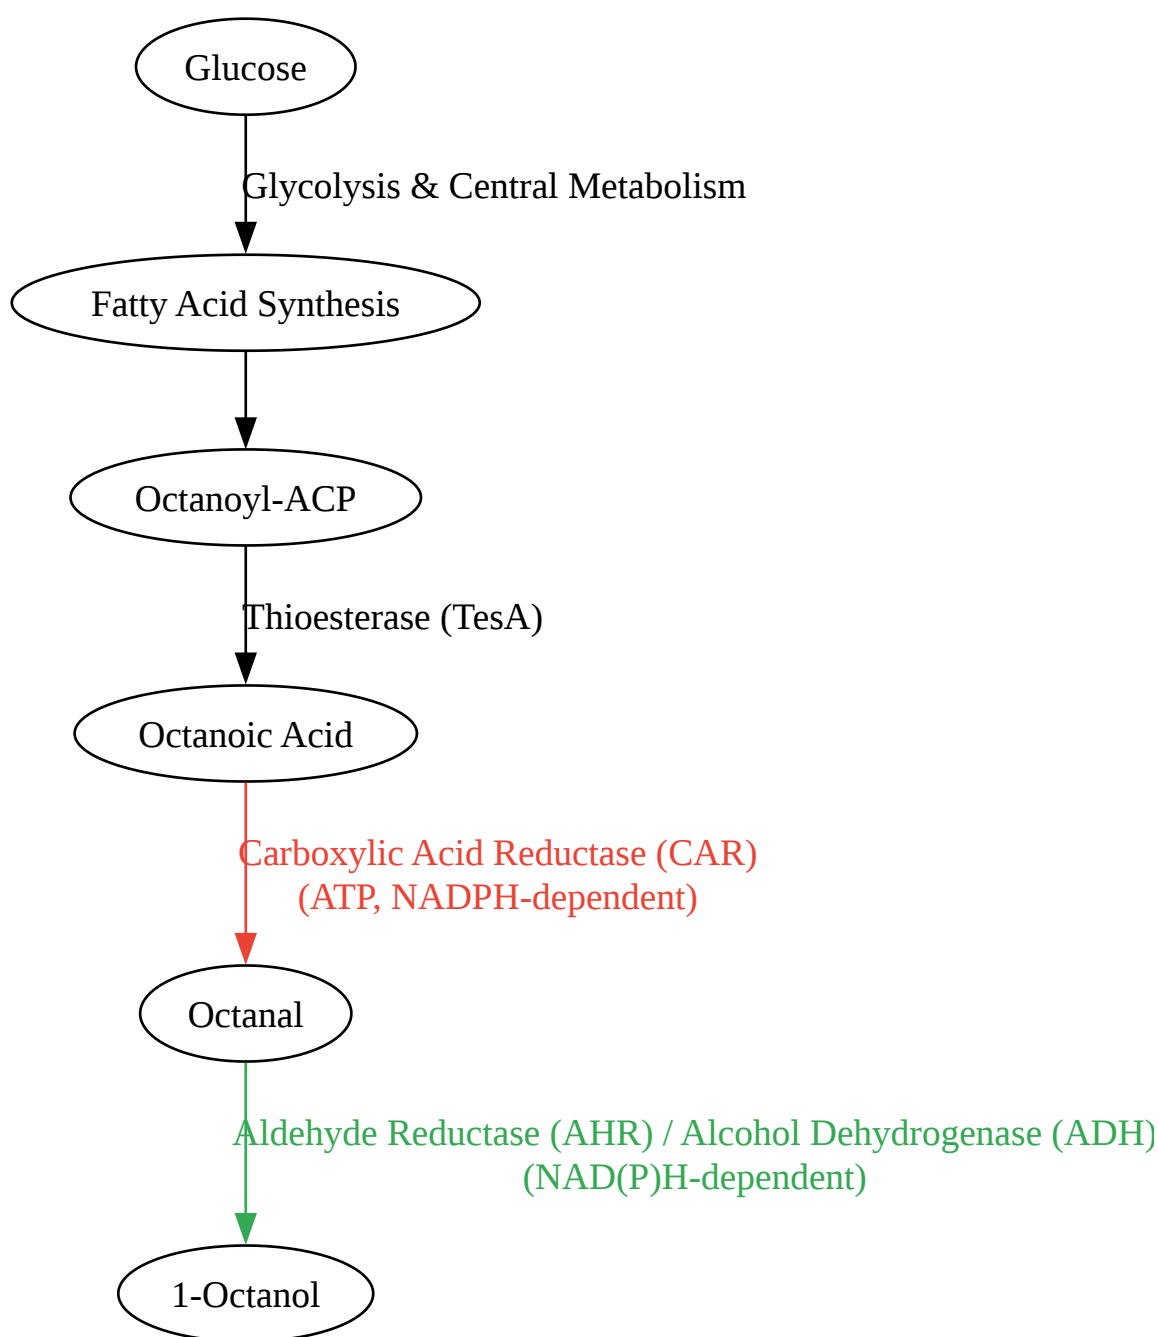 Glucose
Glycolysis & Central Metabolism
Fatty Acid Synthesis
Octanoyl-ACP
Thioesterase (TesA)
Octanoic Acid
Carboxylic Acid Reductase (CAR)
(ATP, NADPH-dependent)
Octanal
Aldehyde Reductase (AHR) / Alcohol Dehydrogenase (ADH)
(NAD(P)H-dependent)
1-Octanol